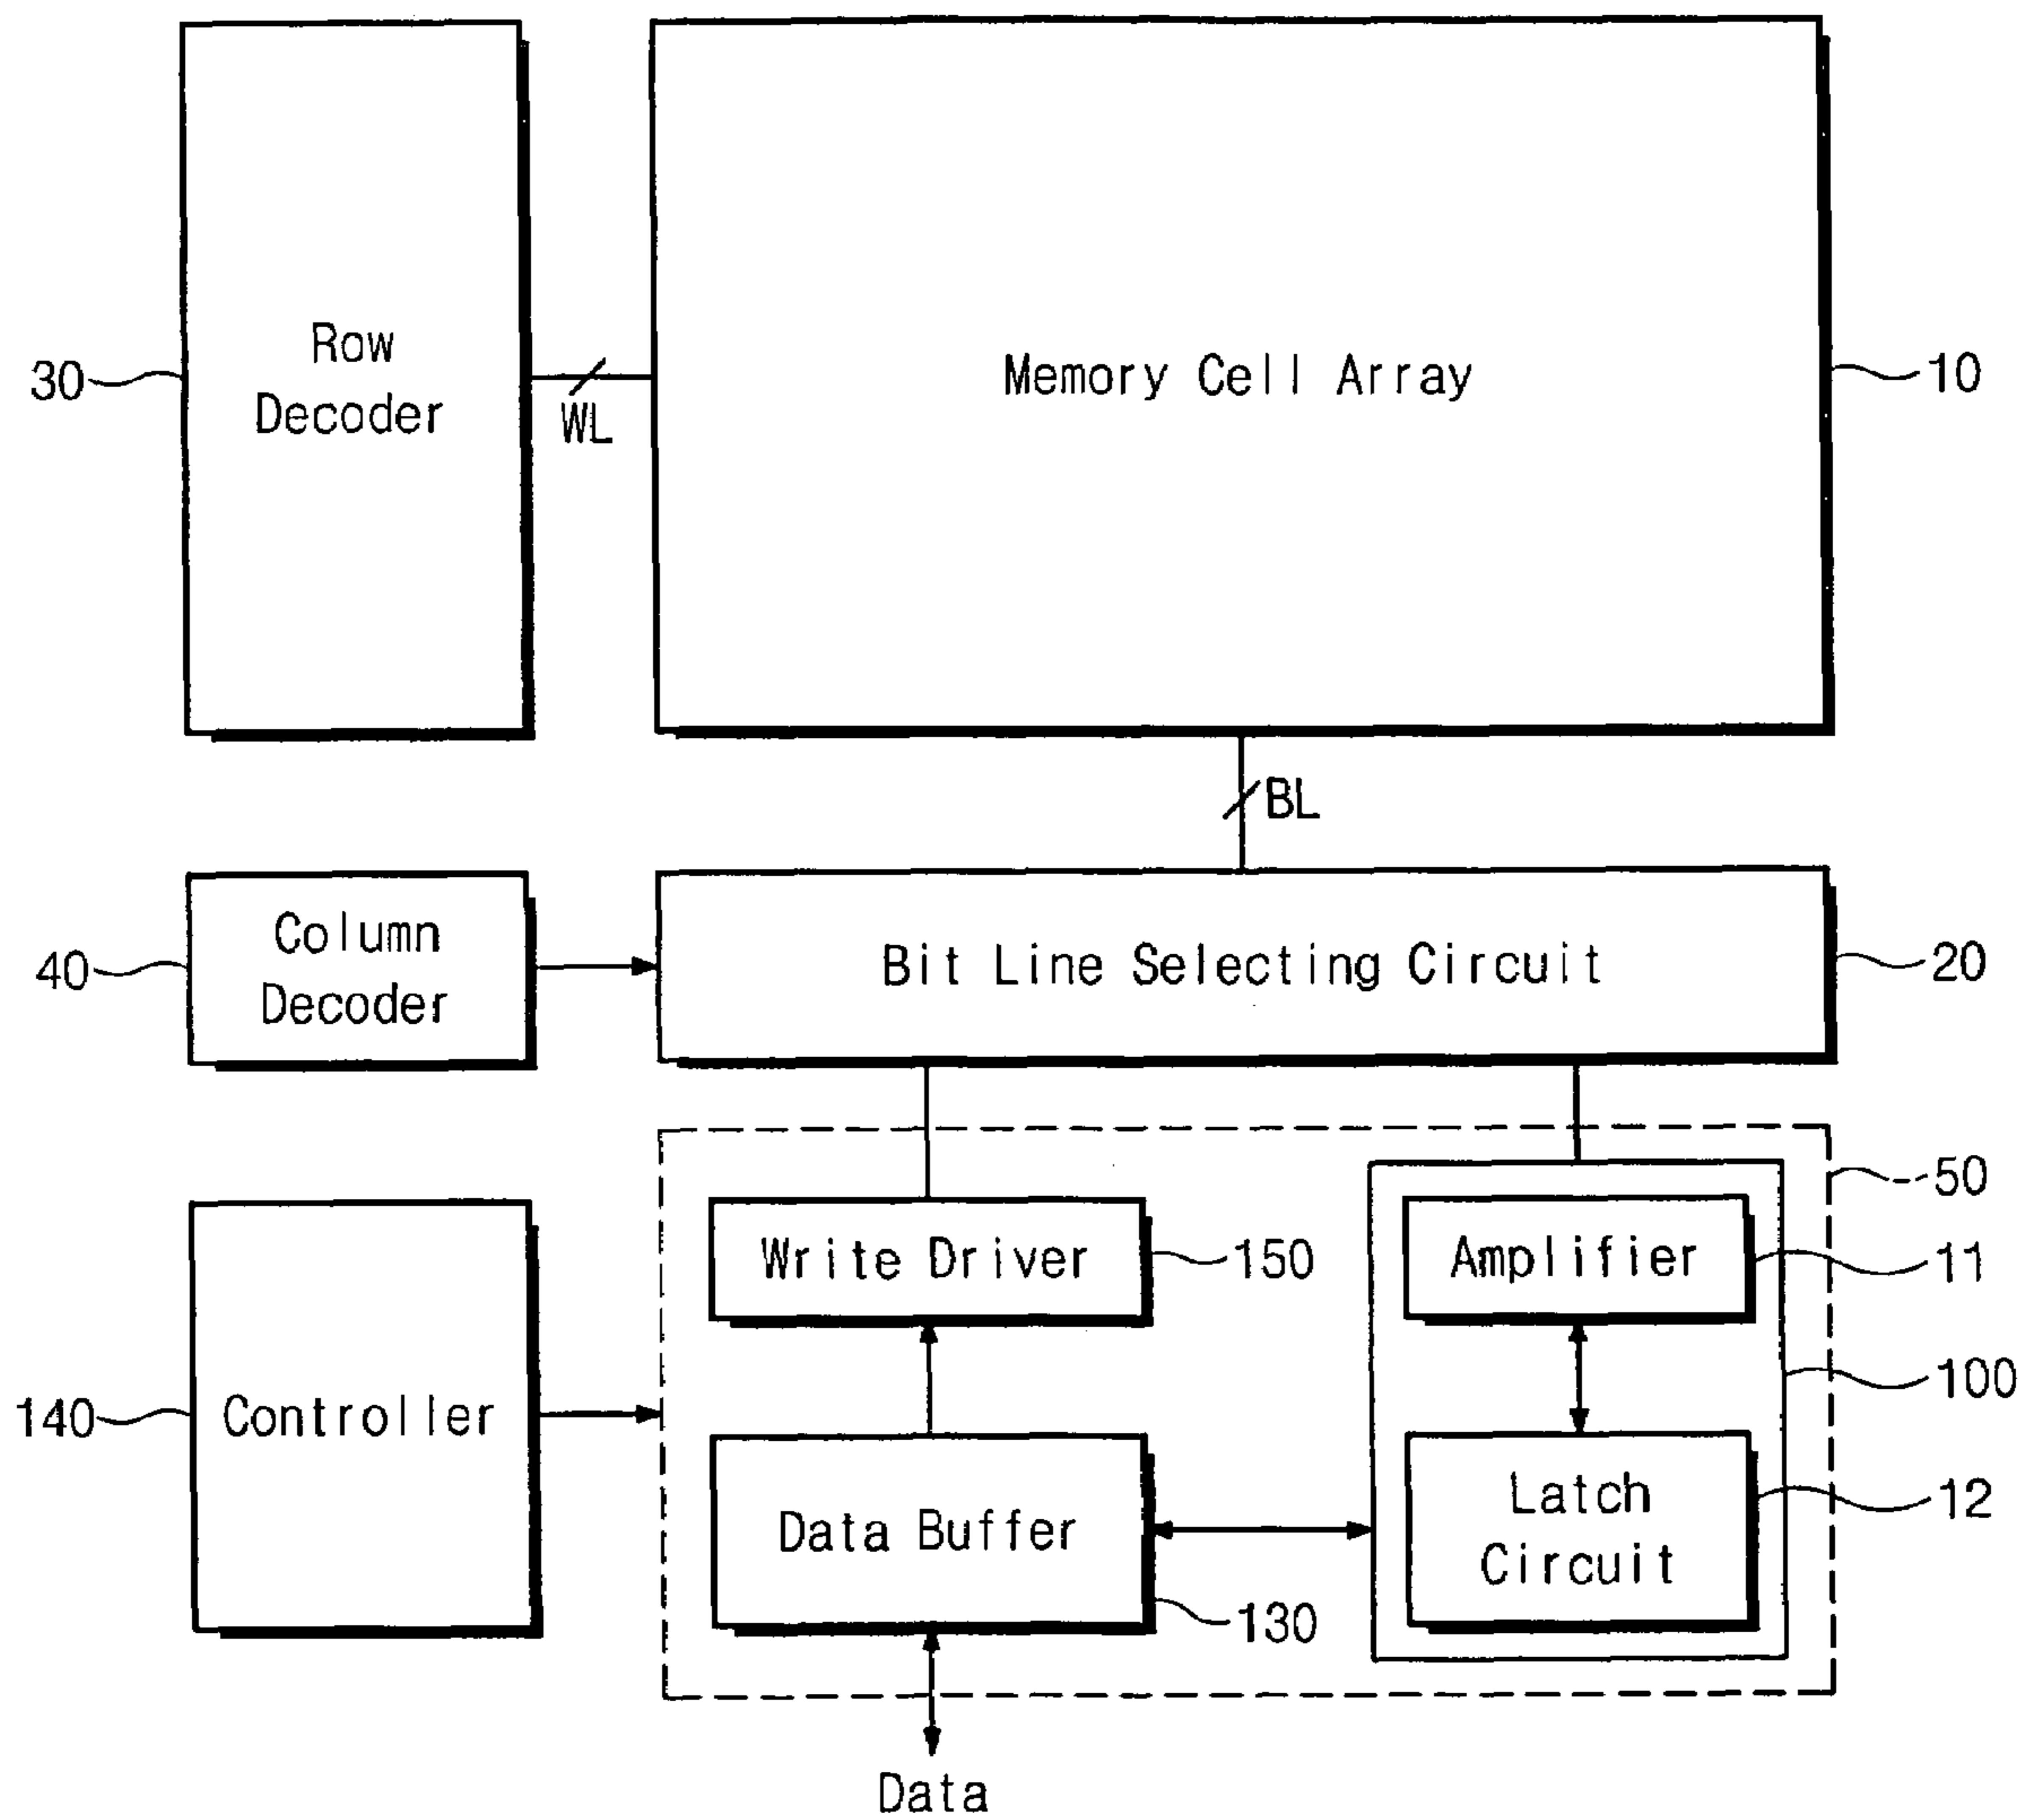 Row
Decoder
30
WL
Memory Cell Array
10
BL
Column
Decoder
40
Bit Line Selecting Circuit
20
50
Write Driver
150
Amplifier
11
Controller
140
100
Data Buffer
130
Latch
Circuit
12
Data